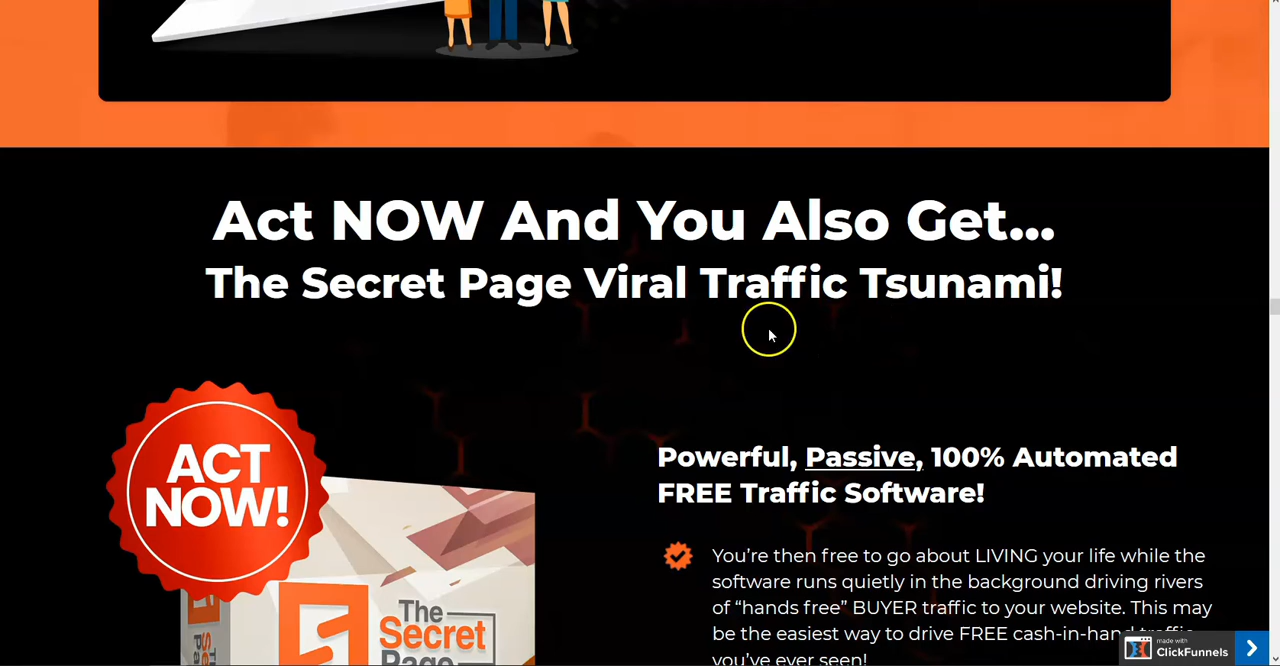 Act NOW And You Also Get...
The Secret Page Viral Traffic Tsunami!
ACT
NOW!
Powerful, Passive, 100% Automated
FREE Traffic Software!
You’re then free to go about LIVING your life while the
software runs quietly in the background driving rivers
of “hands free” BUYER traffic to your website. This may
be the easiest way to drive FREE cash-in-hand traffic
you’ve ever seen!
The
Secret
Page
made with
ClickFunnels